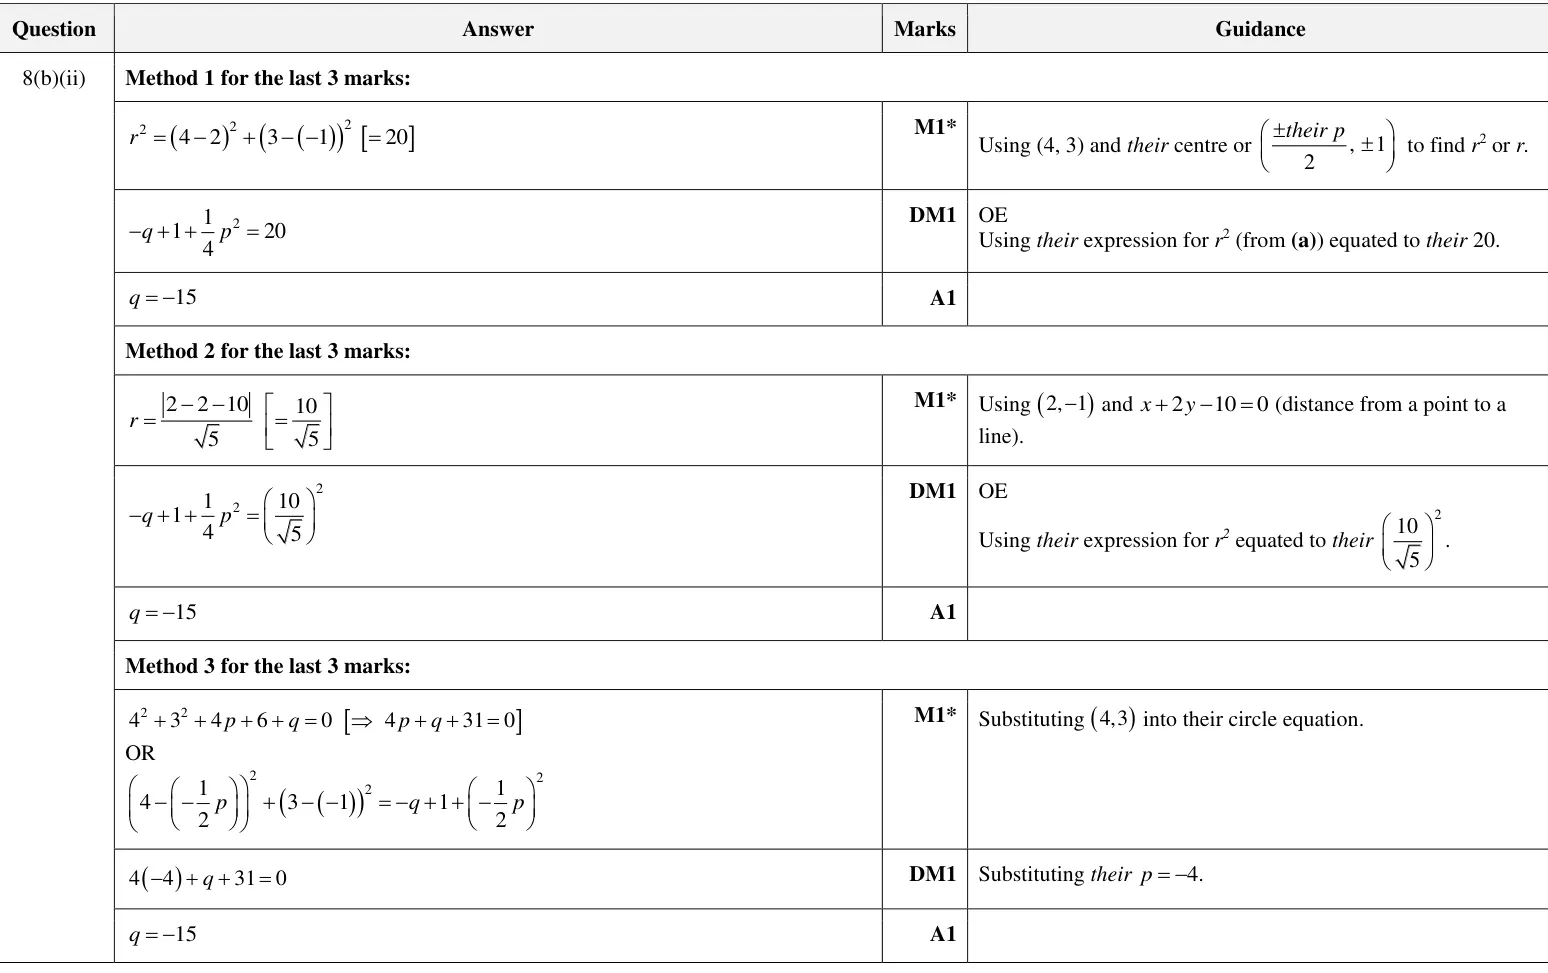 Question Answer Marks Guidance
8(b)(ii) Method 1 for the last 3 marks:
r² = (4 − 2)² + (3 − (−1))² [= 20] M1* Using (4, 3) and their centre or (±their p / 2, ±1) to find r² or r.
−q + 1 + 1/4 p² = 20 DM1 OE
Using their expression for r² (from (a)) equated to their 20.
q = −15 A1
Method 2 for the last 3 marks:
r = |2 − 2 − 10| / √5 [= 10/√5] M1* Using (2, −1) and x + 2y − 10 = 0 (distance from a point to a
line).
−q + 1 + 1/4 p² = (10/√5)² DM1 OE
Using their expression for r² equated to their (10/√5)².
q = −15 A1
Method 3 for the last 3 marks:
4² + 3² + 4p + 6 + q = 0 [⇒ 4p + q + 31 = 0] M1* Substituting (4,3) into their circle equation.
OR
(4 − (−1/2 p))² + (3 − (−1))² = −q + 1 + (−1/2 p)²
4(−4) + q + 31 = 0 DM1 Substituting their p = −4.
q = −15 A1